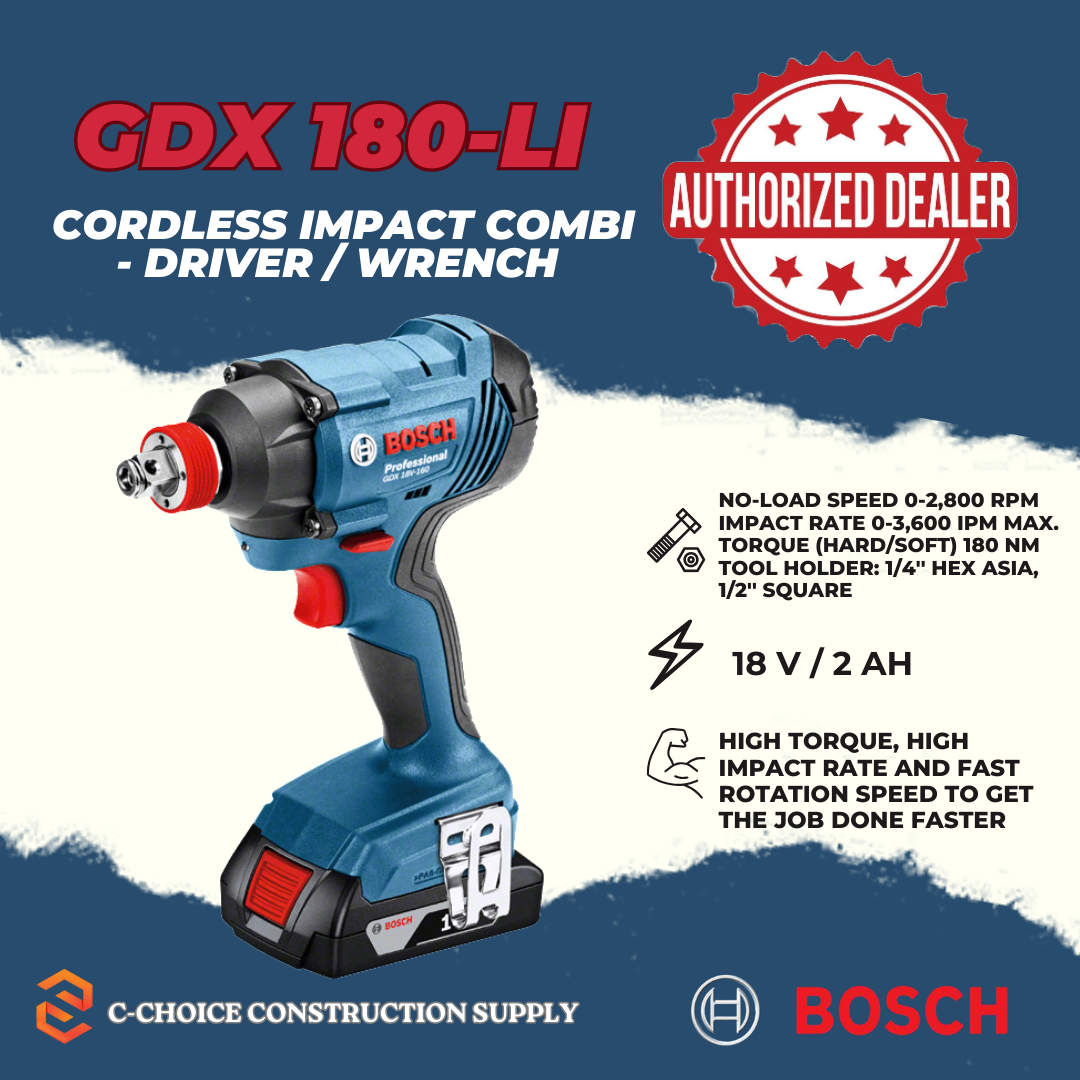 GDX 180-LI
CORDLESS IMPACT COMBI
- DRIVER / WRENCH
AUTHORIZED DEALER
BOSCH
Professional
GDX 18V-160
NO-LOAD SPEED 0-2,800 RPM
IMPACT RATE 0-3,600 IPM MAX.
TORQUE (HARD/SOFT) 180 NM
TOOL HOLDER: 1/4" HEX ASIA,
1/2" SQUARE
18 V / 2 AH
HIGH TORQUE, HIGH
IMPACT RATE AND FAST
ROTATION SPEED TO GET
THE JOB DONE FASTER
BOSCH
C-CHOICE CONSTRUCTION SUPPLY
BOSCH